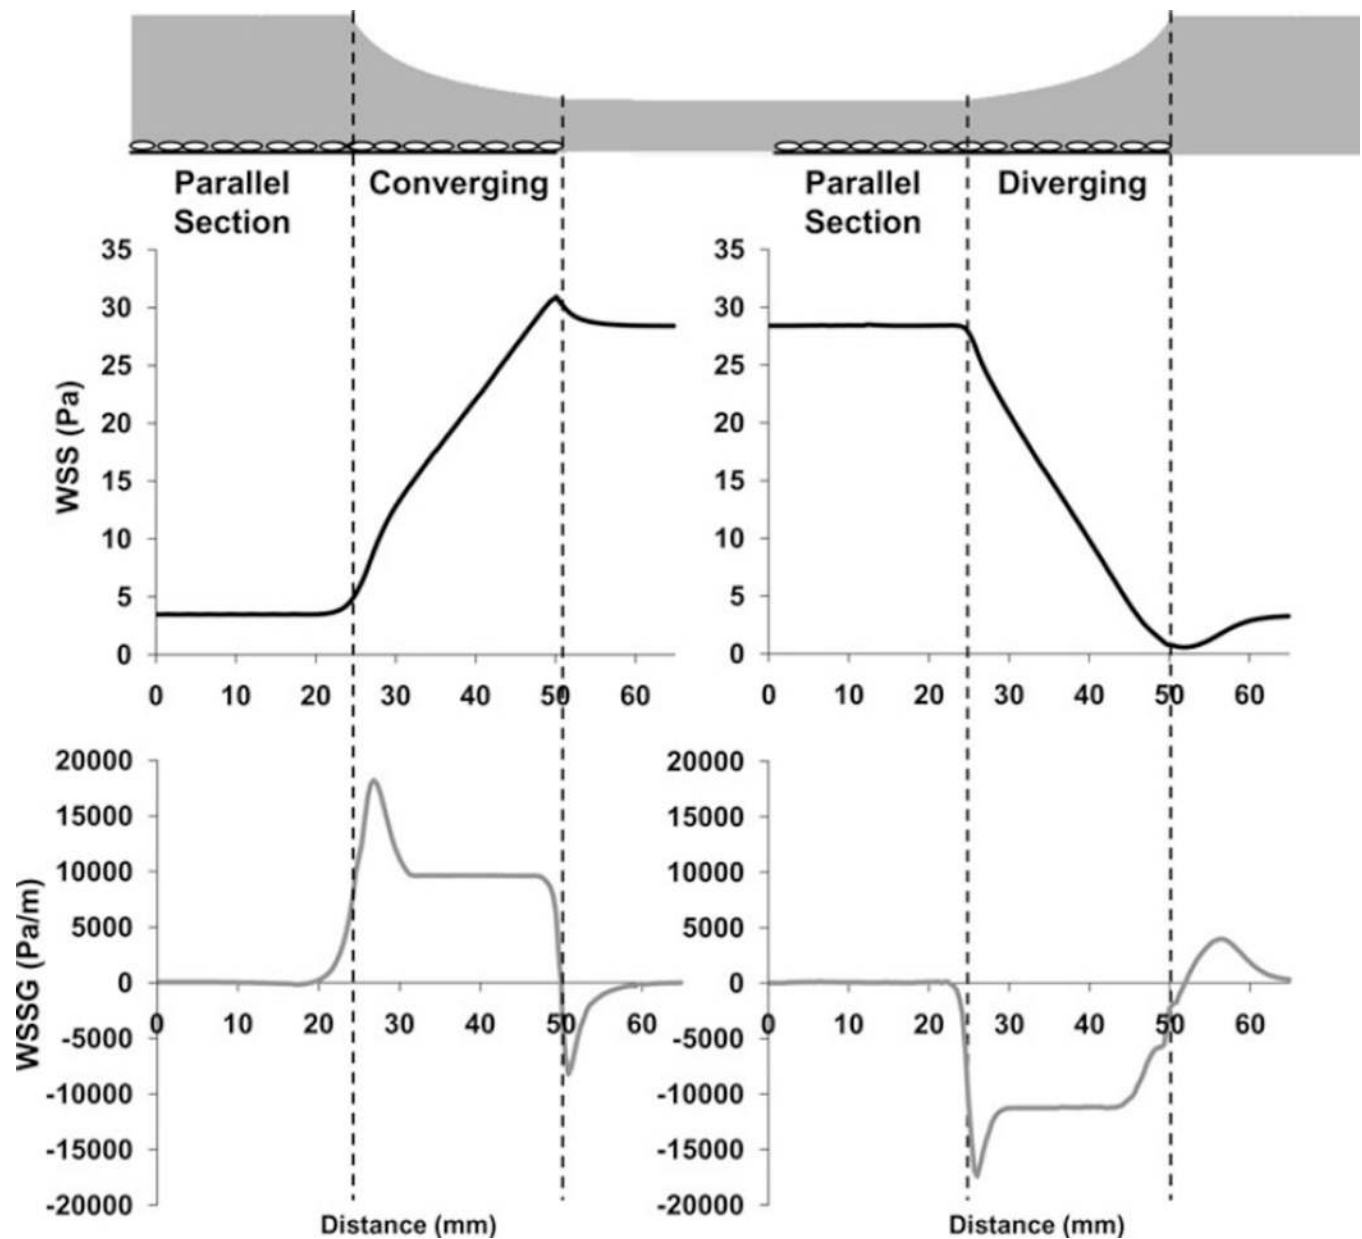 Parallel Section
Converging
Parallel Section
Diverging
WSS (Pa)
35
30
25
20
15
10
5
0
0 10 20 30 40 50 60
35
30
25
20
15
10
5
0
0 10 20 30 40 50 60
WSSG (Pa/m)
20000
15000
10000
5000
0
-5000
-10000
-15000
-20000
0 10 20 30 40 50 60
Distance (mm)
20000
15000
10000
5000
0
-5000
-10000
-15000
-20000
0 10 20 30 40 50 60
Distance (mm)